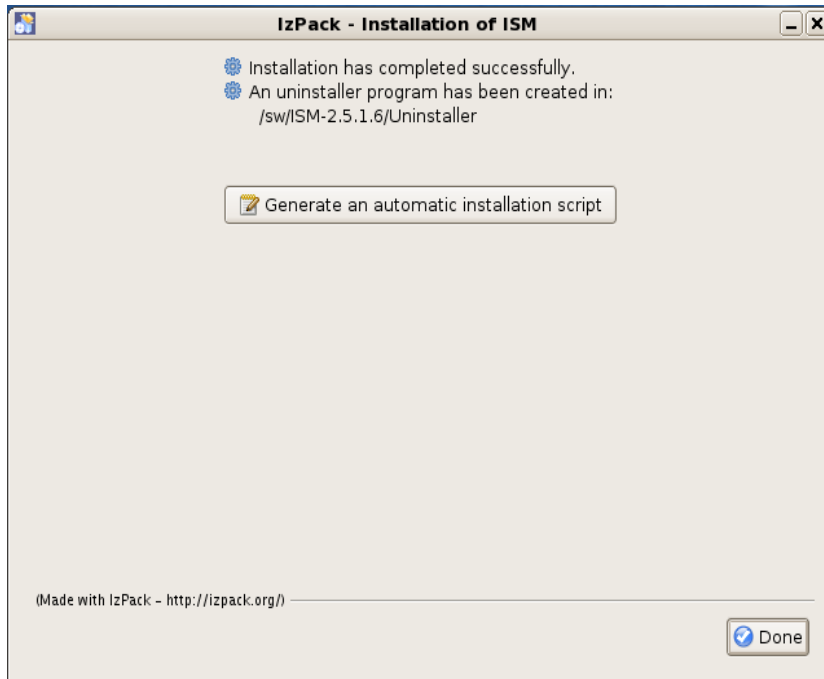 IzPack - Installation of ISM
Installation has completed successfully.
An uninstaller program has been created in:
/sw/ISM-2.5.1.6/Uninstaller
Generate an automatic installation script
(Made with IzPack - http://izpack.org/)
Done